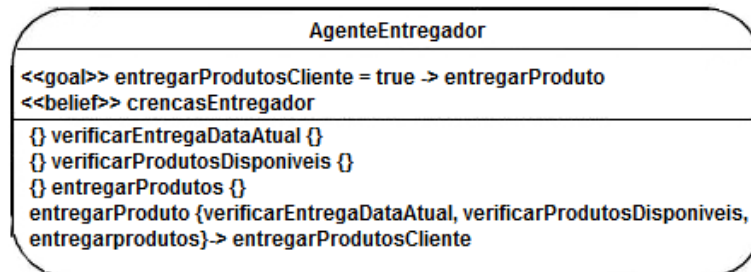 AgenteEntregador
<<goal>> entregarProdutosCliente = true -> entregarProduto
<<belief>> crencasEntregador
{} verificarEntregaDataAtual {}
{} verificarProdutosDisponiveis {}
{} entregarProdutos {}
entregarProduto {verificarEntregaDataAtual, verificarProdutosDisponiveis,
entregarprodutos}-> entregarProdutosCliente